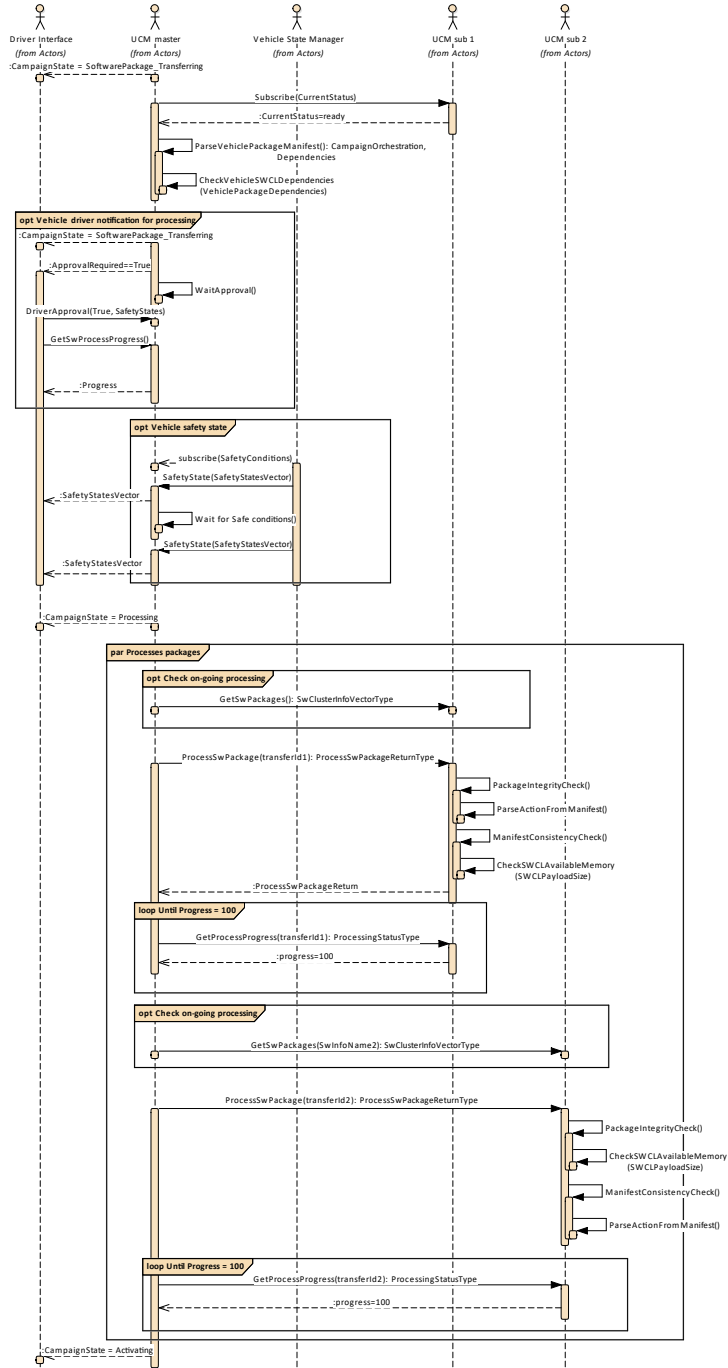 Driver Interface
(from Actors)
UCM master
(from Actors)
Vehicle State Manager
(from Actors)
UCM sub 1
(from Actors)
UCM sub 2
(from Actors)
:CampaignState = SoftwarePackage_Transferring
Subscribe(CurrentStatus)
:CurrentStatus=ready
ParseVehiclePackageManifest(): CampaignOrchestration,
Dependencies
CheckVehicleSWCLDependencies
(VehiclePackageDependencies)
opt Vehicle driver notification for processing
:CampaignState = SoftwarePackage_Transferring
:ApprovalRequired==True
WaitApproval()
DriverApproval(True, SafetyStates)
GetSwProcessProgress()
:Progress
opt Vehicle safety state
subscribe(SafetyConditions)
SafetyState(SafetyStatesVector)
:SafetyStatesVector
Wait for Safe conditions()
SafetyState(SafetyStatesVector)
:SafetyStatesVector
:CampaignState = Processing
par Processes packages
opt Check on-going processing
GetSwPackages(): SwClusterInfoVectorType
ProcessSwPackage(transferId1): ProcessSwPackageReturnType
PackageIntegrityCheck()
ParseActionFromManifest()
ManifestConsistencyCheck()
CheckSWCLAvailableMemory
(SWCLPayloadSize)
:ProcessSwPackageReturn
loop Until Progress = 100
GetProcessProgress(transferId1): ProcessingStatusType
:progress=100
opt Check on-going processing
GetSwPackages(SwInfoName2): SwClusterInfoVectorType
ProcessSwPackage(transferId2): ProcessSwPackageReturnType
PackageIntegrityCheck()
CheckSWCLAvailableMemory
(SWCLPayloadSize)
ManifestConsistencyCheck()
ParseActionFromManifest()
loop Until Progress = 100
GetProcessProgress(transferId2): ProcessingStatusType
:progress=100
:CampaignState = Activating